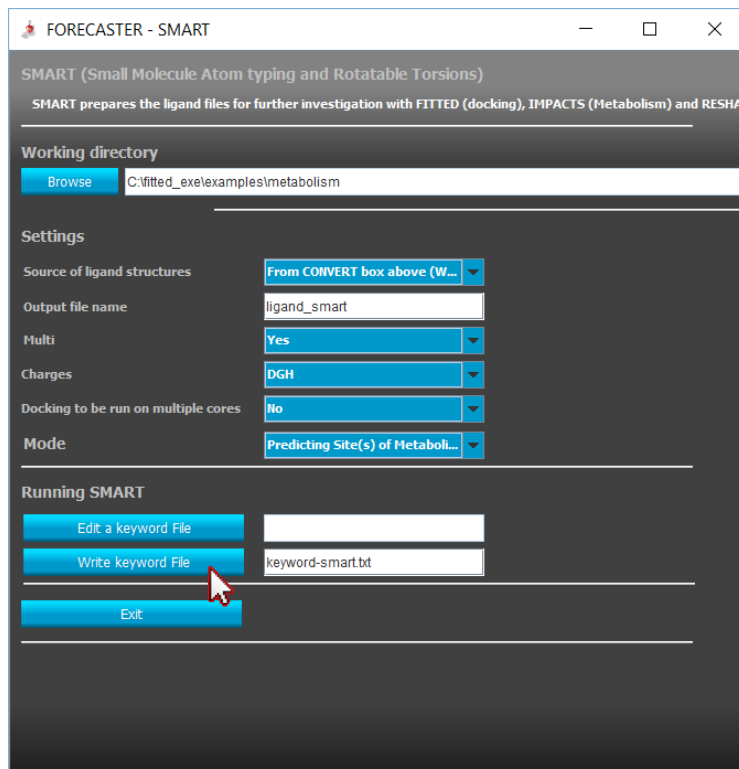 FORECASTER - SMART
SMART (Small Molecule Atom typing and Rotatable Torsions)
SMART prepares the ligand files for further investigation with FITTED (docking), IMPACTS (Metabolism) and RESHA
Working directory
Browse C:\fitted_exe\examples\metabolism
Settings
Source of ligand structures From CONVERT box above (W...
Output file name ligand_smart
Multi Yes
Charges DGH
Docking to be run on multiple cores No
Mode Predicting Site(s) of Metaboli...
Running SMART
Edit a keyword File
Write keyword File keyword-smart.txt
Exit